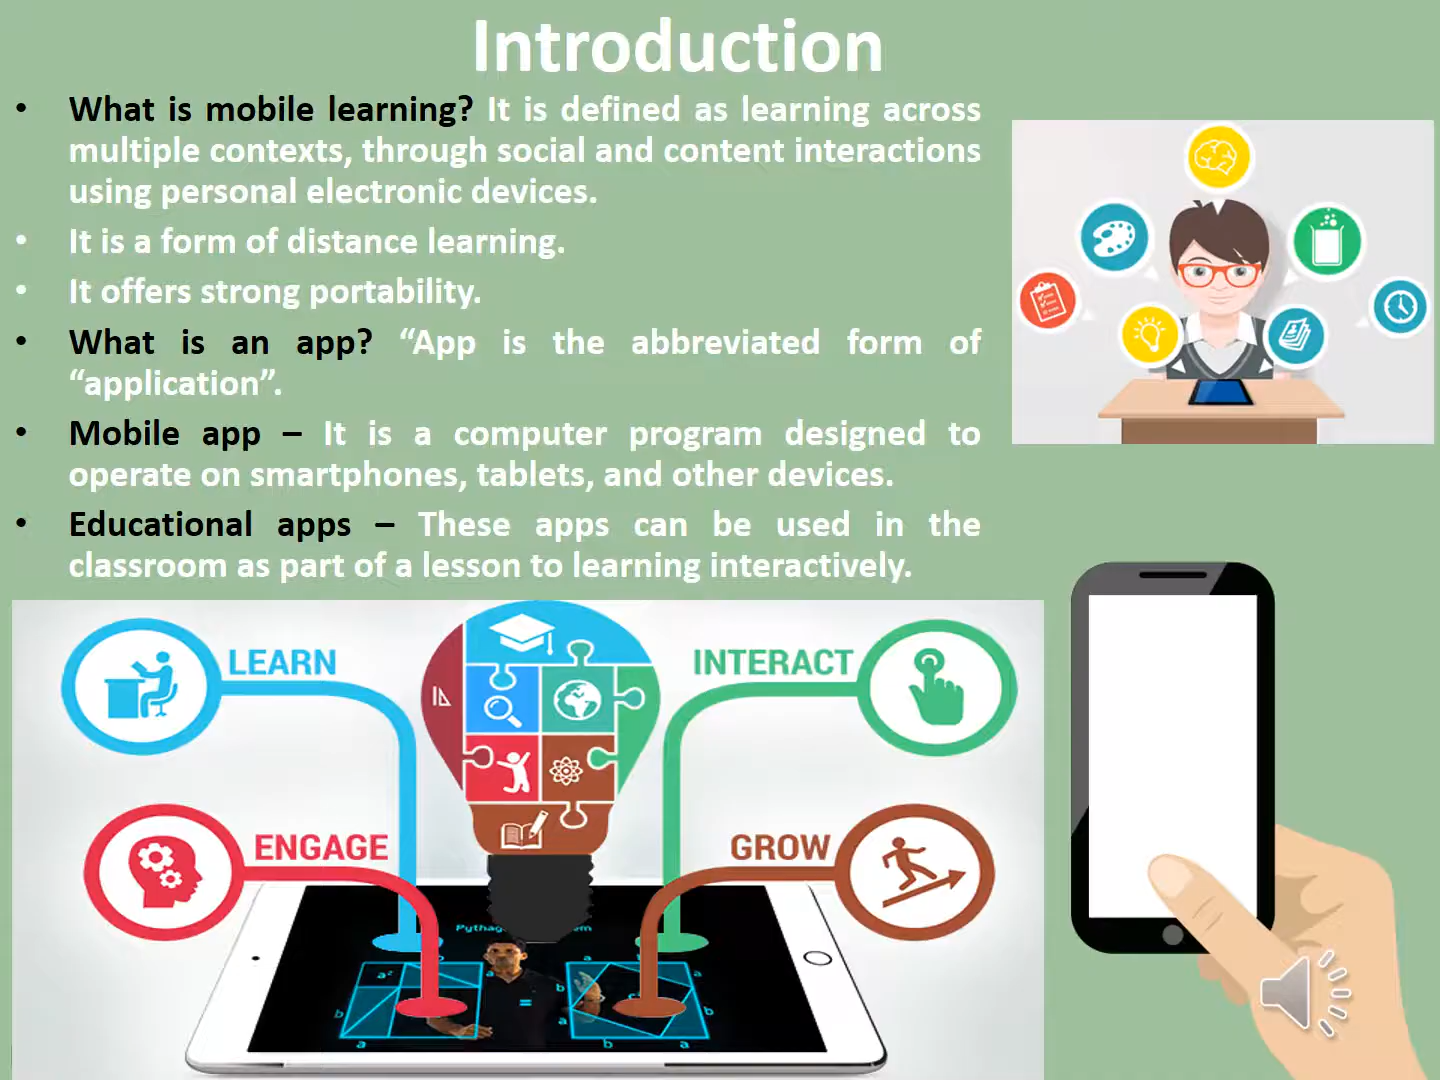 Introduction
• What is mobile learning? It is defined as learning across
multiple contexts, through social and content interactions
using personal electronic devices.
• It is a form of distance learning.
• It offers strong portability.
• What is an app? “App is the abbreviated form of
“application”.
• Mobile app – It is a computer program designed to
operate on smartphones, tablets, and other devices.
• Educational apps – These apps can be used in the
classroom as part of a lesson to learning interactively.
LEARN
INTERACT
ENGAGE
GROW
a²
a
a
b
=
b
a
b
a
b
a